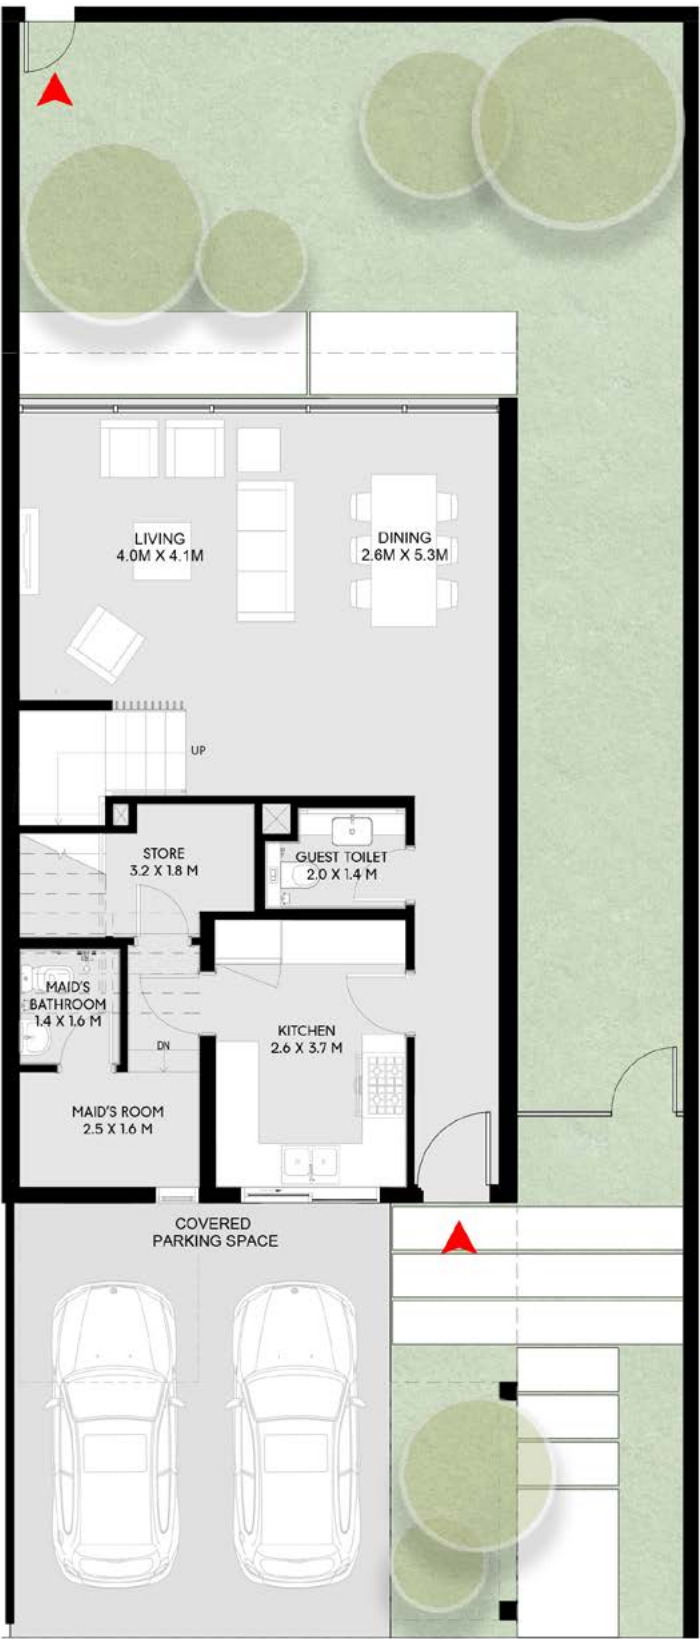 LIVING
4.0M X 4.1M
DINING
2.6M X 5.3M
UP
STORE
3.2 X 1.8 M
GUEST TOILET
2.0 X 1.4 M
MAID'S
BATHROOM
1.4 X 1.6 M
KITCHEN
2.6 X 3.7 M
DN
MAID'S ROOM
2.5 X 1.6 M
COVERED
PARKING SPACE